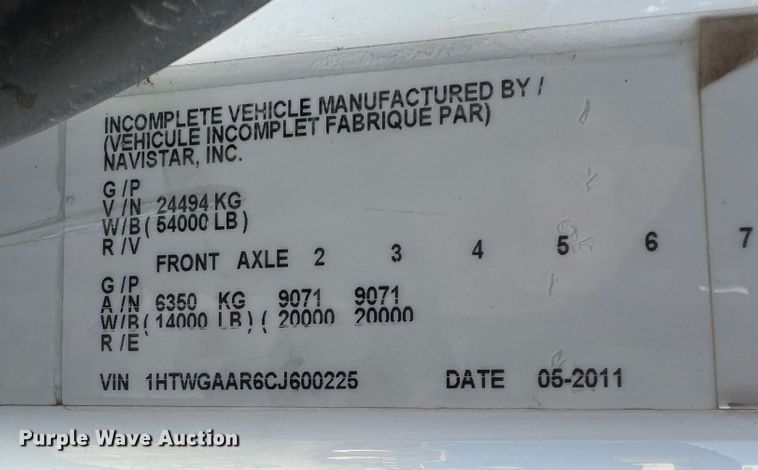 INCOMPLETE VEHICLE MANUFACTURED BY /
(VEHICULE INCOMPLET FABRIQUE PAR)
NAVISTAR, INC.
G /P
V /N 24494 KG
W/B ( 54000 LB )
R /V
FRONT AXLE 2 3 4 5 6 7
G /P
A /N 6350 KG 9071 9071
W/B ( 14000 LB ) ( 20000 20000
R /E
VIN 1HTWGAAR6CJ600225 DATE 05-2011
Purple Wave Auction